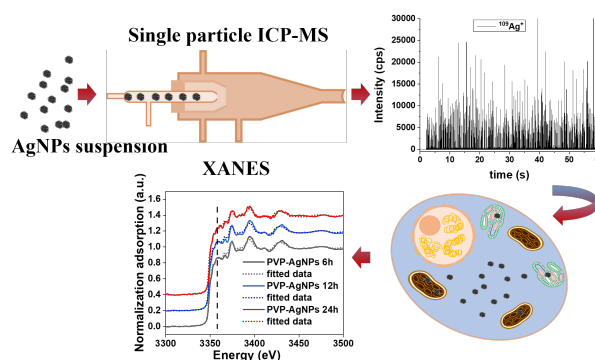 Single particle ICP-MS
AgNPs suspension
¹⁰⁹Ag⁺
Intensity (cps)
30000
25000
20000
15000
10000
5000
0
0 10 20 30 40 50
time (s)
XANES
Normalization adsorption (a.u.)
1.6
1.4
1.2
1.0
0.8
0.6
0.4
0.2
0.0
PVP-AgNPs 6h
fitted data
PVP-AgNPs 12h
fitted data
PVP-AgNPs 24h
fitted data
3300 3350 3400 3450 3500
Energy (eV)